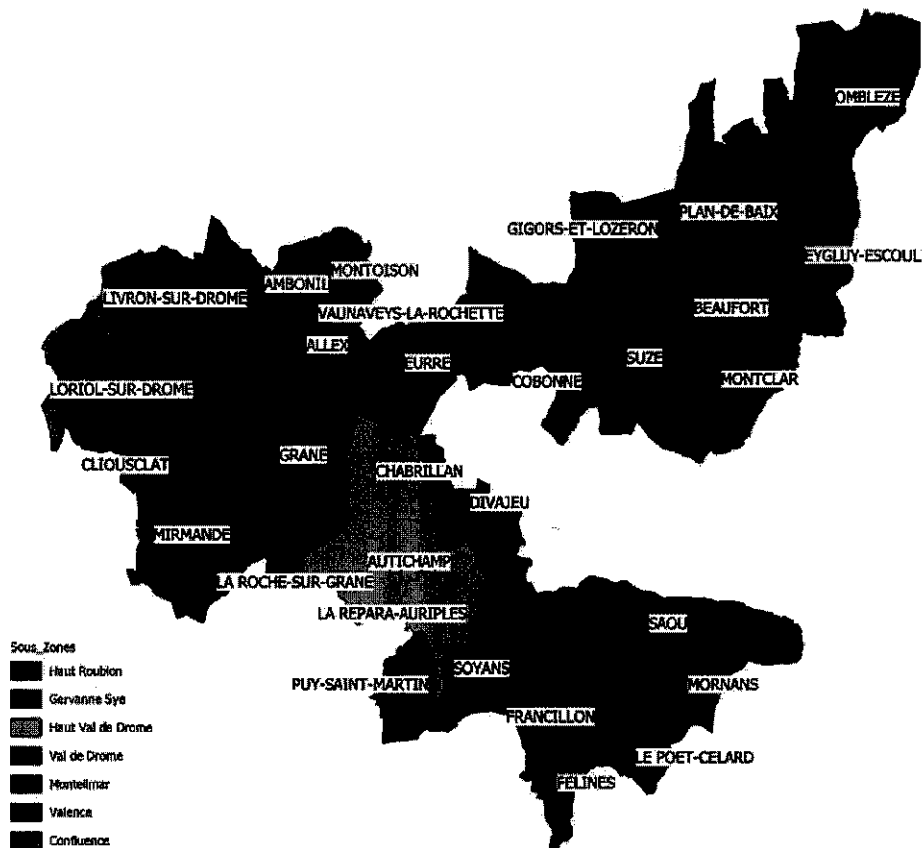 OMBLEZE
PLAN-DE-BAIX
GIGORS-ET-LOZERON
EYGLUY-ESCOUL
MONTOISON
AMBONIL
LIVRON-SUR-DROME
BEAUFORT
VAUNAVEYS-LA-ROCHETTE
ALLEX
EURRE
SUZE
COBONNE
MONTCLAR
LORIOL-SUR-DROME
GRANE
CLIOUSCLAT
CHABRILLAN
DIVAJEU
MIRMANDE
AUTICHAMP
LA ROCHE-SUR-GRANE
LA REPARA-AURIPLES
SAOU
SOYANS
PUY-SAINT-MARTIN
MORNANS
FRANCILLON
LE POET-CELARD
FELINES
Sous_Zones
Haut Roubion
Gervanne Sye
Haut Val de Drome
Val de Drome
Montelimar
Valence
Confluence